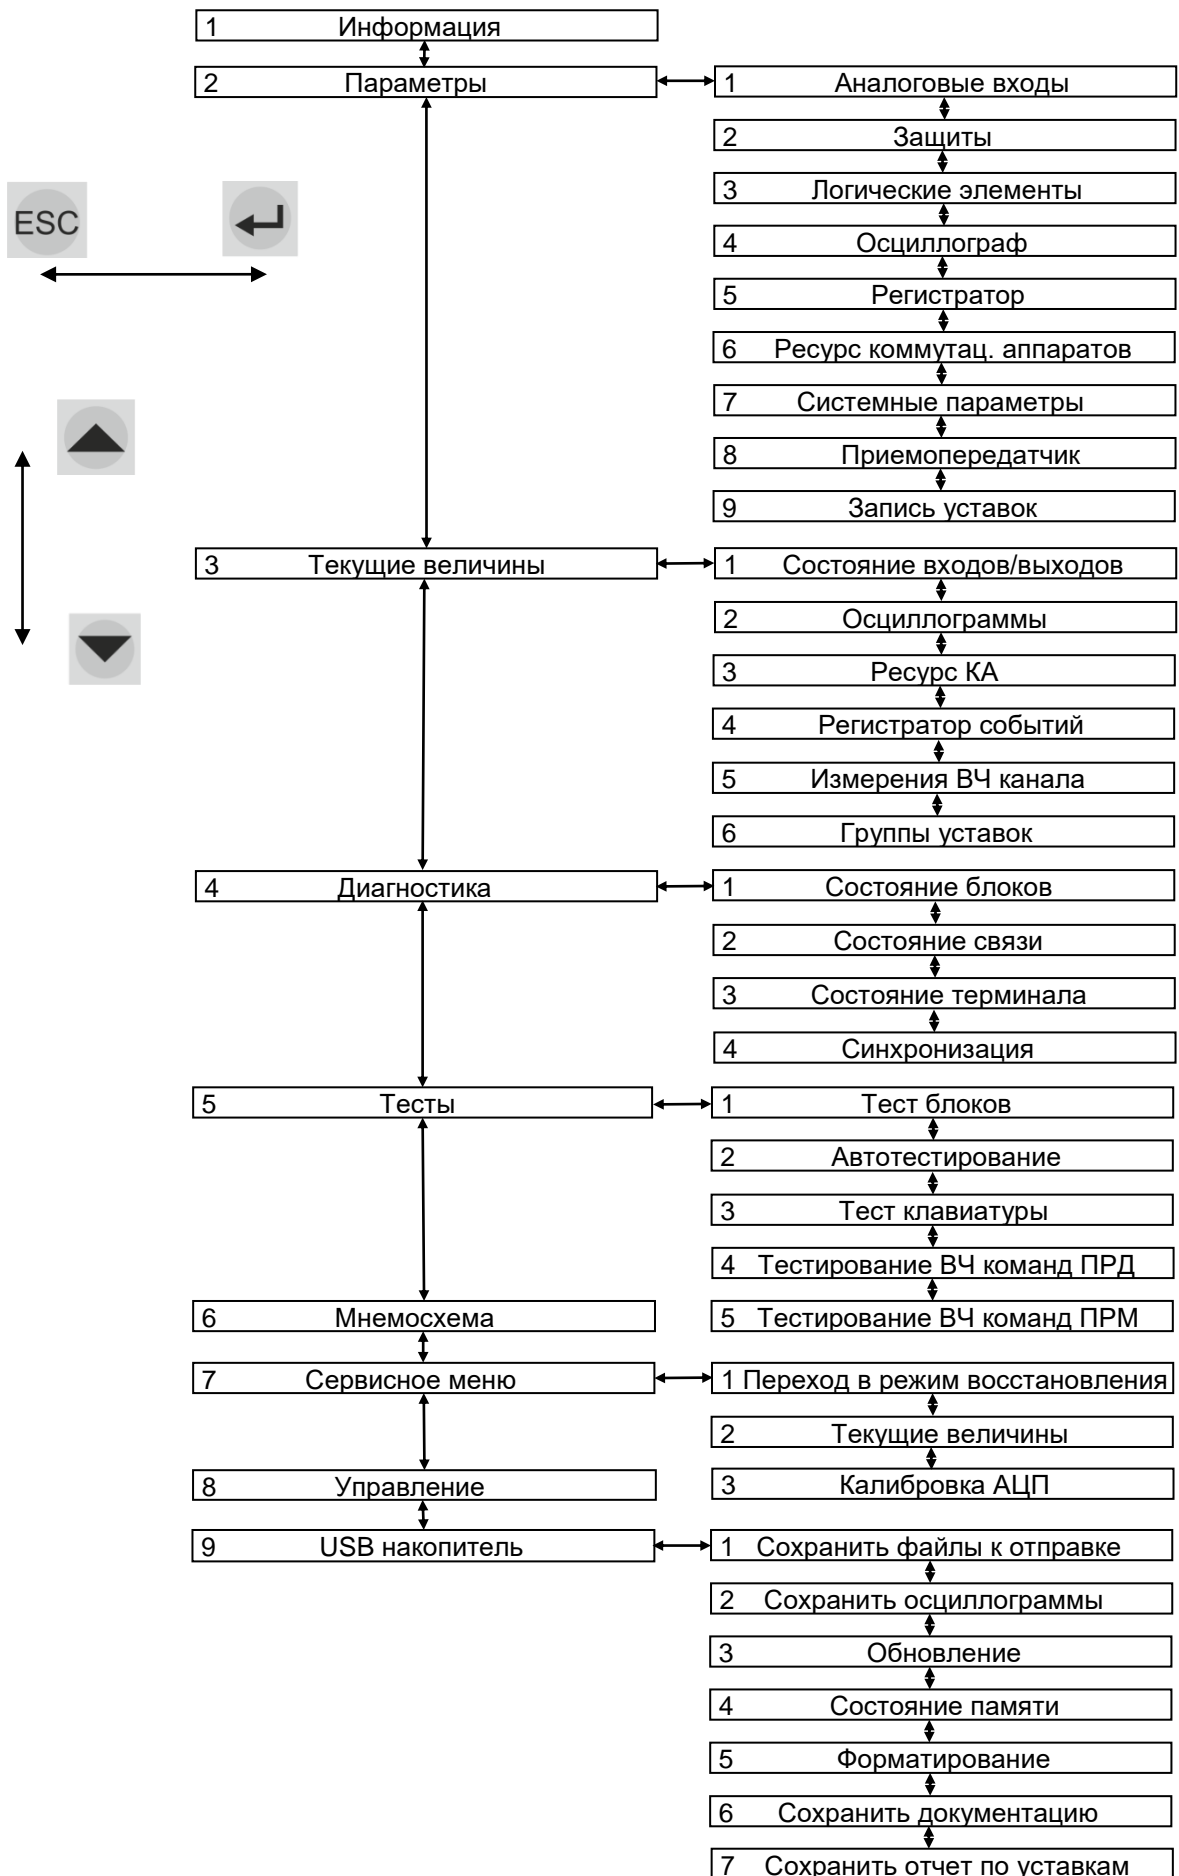 1 Информация
2 Параметры
1 Аналоговые входы
2 Защиты
3 Логические элементы
ESC
4 Осциллограф
5 Регистратор
6 Ресурс коммутац. аппаратов
7 Системные параметры
8 Приемопередатчик
9 Запись уставок
3 Текущие величины
1 Состояние входов/выходов
2 Осциллограммы
3 Ресурс КА
4 Регистратор событий
5 Измерения ВЧ канала
6 Группы уставок
4 Диагностика
1 Состояние блоков
2 Состояние связи
3 Состояние терминала
4 Синхронизация
5 Тесты
1 Тест блоков
2 Автотестирование
3 Тест клавиатуры
4 Тестирование ВЧ команд ПРД
5 Тестирование ВЧ команд ПРМ
6 Мнемосхема
7 Сервисное меню
1 Переход в режим восстановления
2 Текущие величины
3 Калибровка АЦП
8 Управление
9 USB накопитель
1 Сохранить файлы к отправке
2 Сохранить осциллограммы
3 Обновление
4 Состояние памяти
5 Форматирование
6 Сохранить документацию
7 Сохранить отчет по уставкам